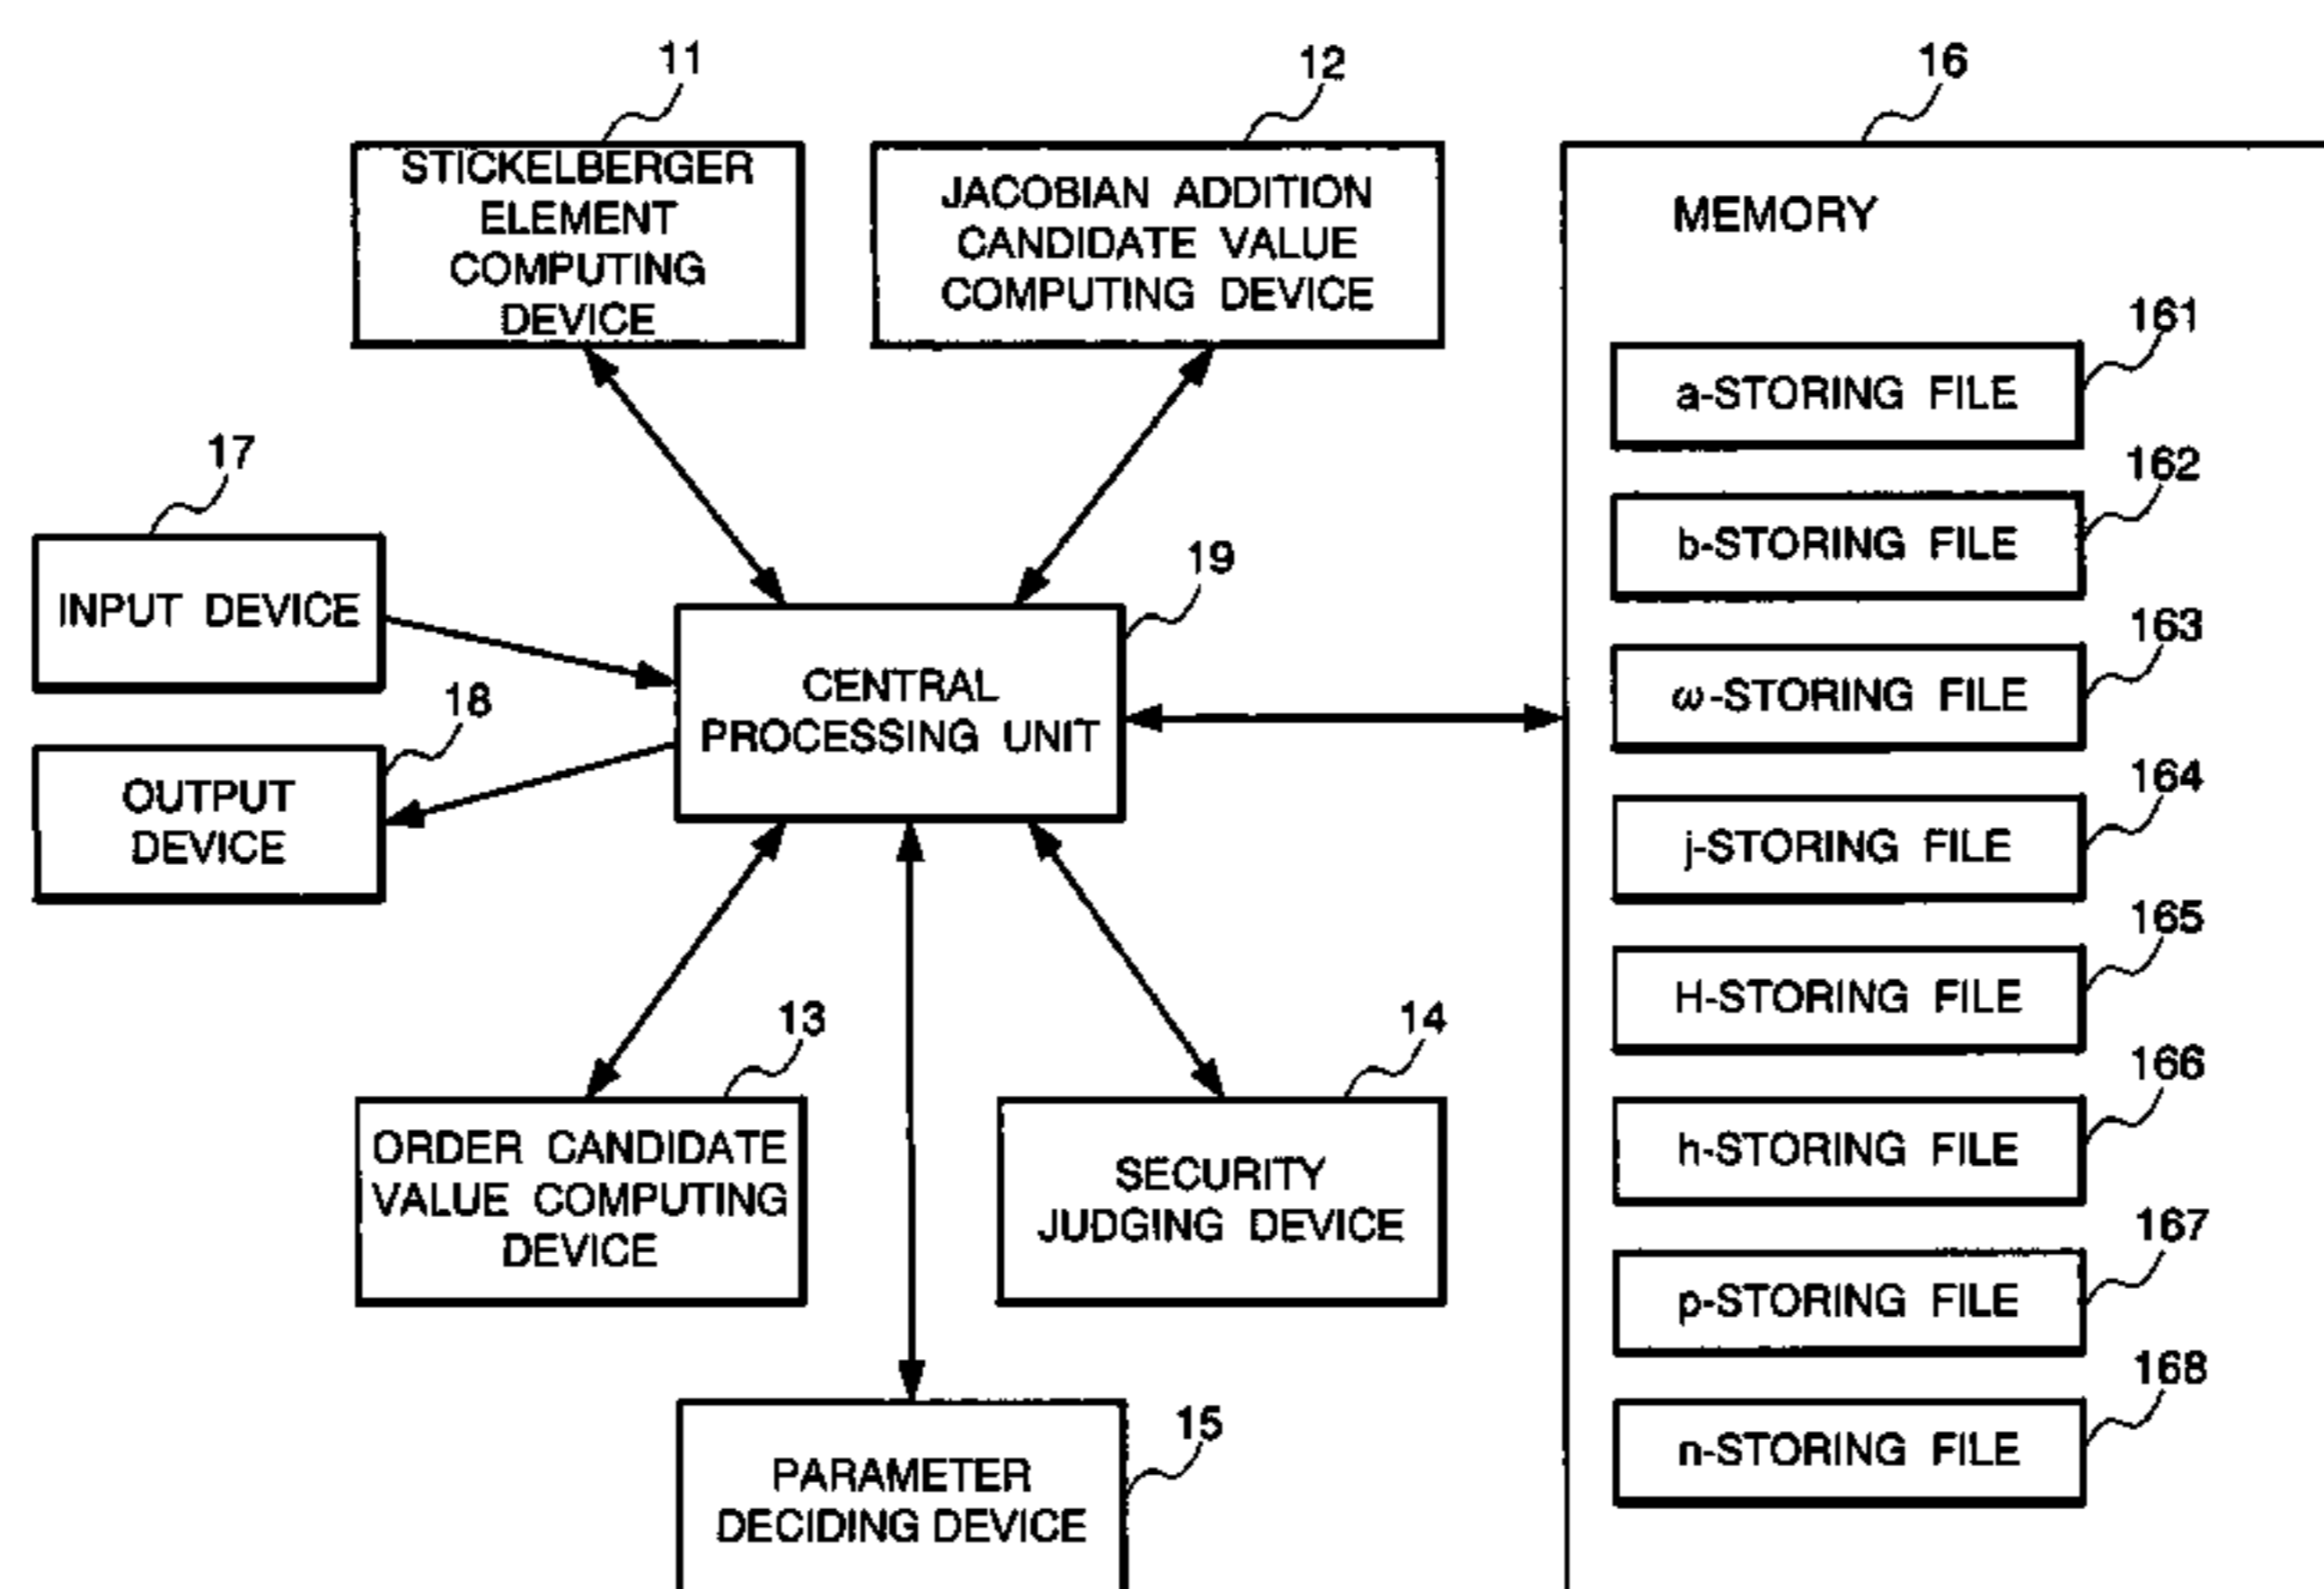 11
STICKELBERGER
ELEMENT
COMPUTING
DEVICE
12
JACOBIAN ADDITION
CANDIDATE VALUE
COMPUTING DEVICE
17
INPUT DEVICE
18
OUTPUT
DEVICE
19
CENTRAL
PROCESSING UNIT
13
ORDER CANDIDATE
VALUE COMPUTING
DEVICE
14
SECURITY
JUDGING DEVICE
15
PARAMETER
DECIDING DEVICE
16
MEMORY
161
a-STORING FILE
162
b-STORING FILE
163
ω-STORING FILE
164
j-STORING FILE
165
H-STORING FILE
166
h-STORING FILE
167
p-STORING FILE
168
n-STORING FILE